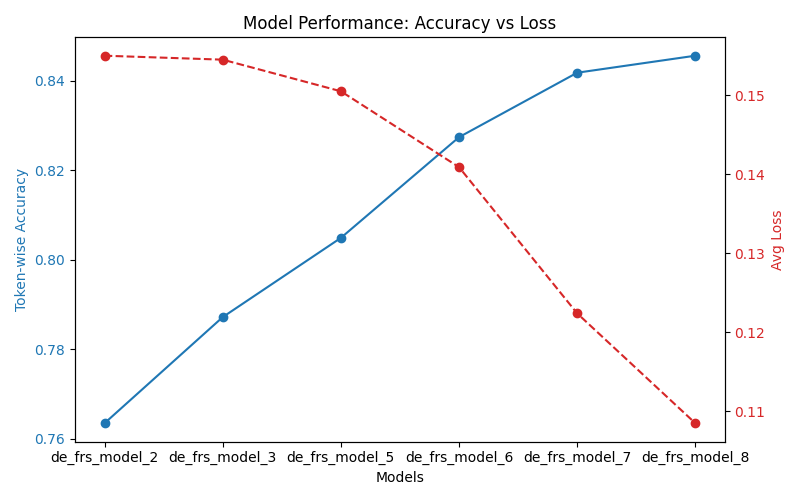 Model Performance: Accuracy vs Loss
Token-wise Accuracy
0.84
0.82
0.80
0.78
0.76
0.15
0.14
0.13
0.12
0.11
Avg Loss
de_frs_model_2 de_frs_model_3 de_frs_model_5 de_frs_model_6 de_frs_model_7 de_frs_model_8
Models